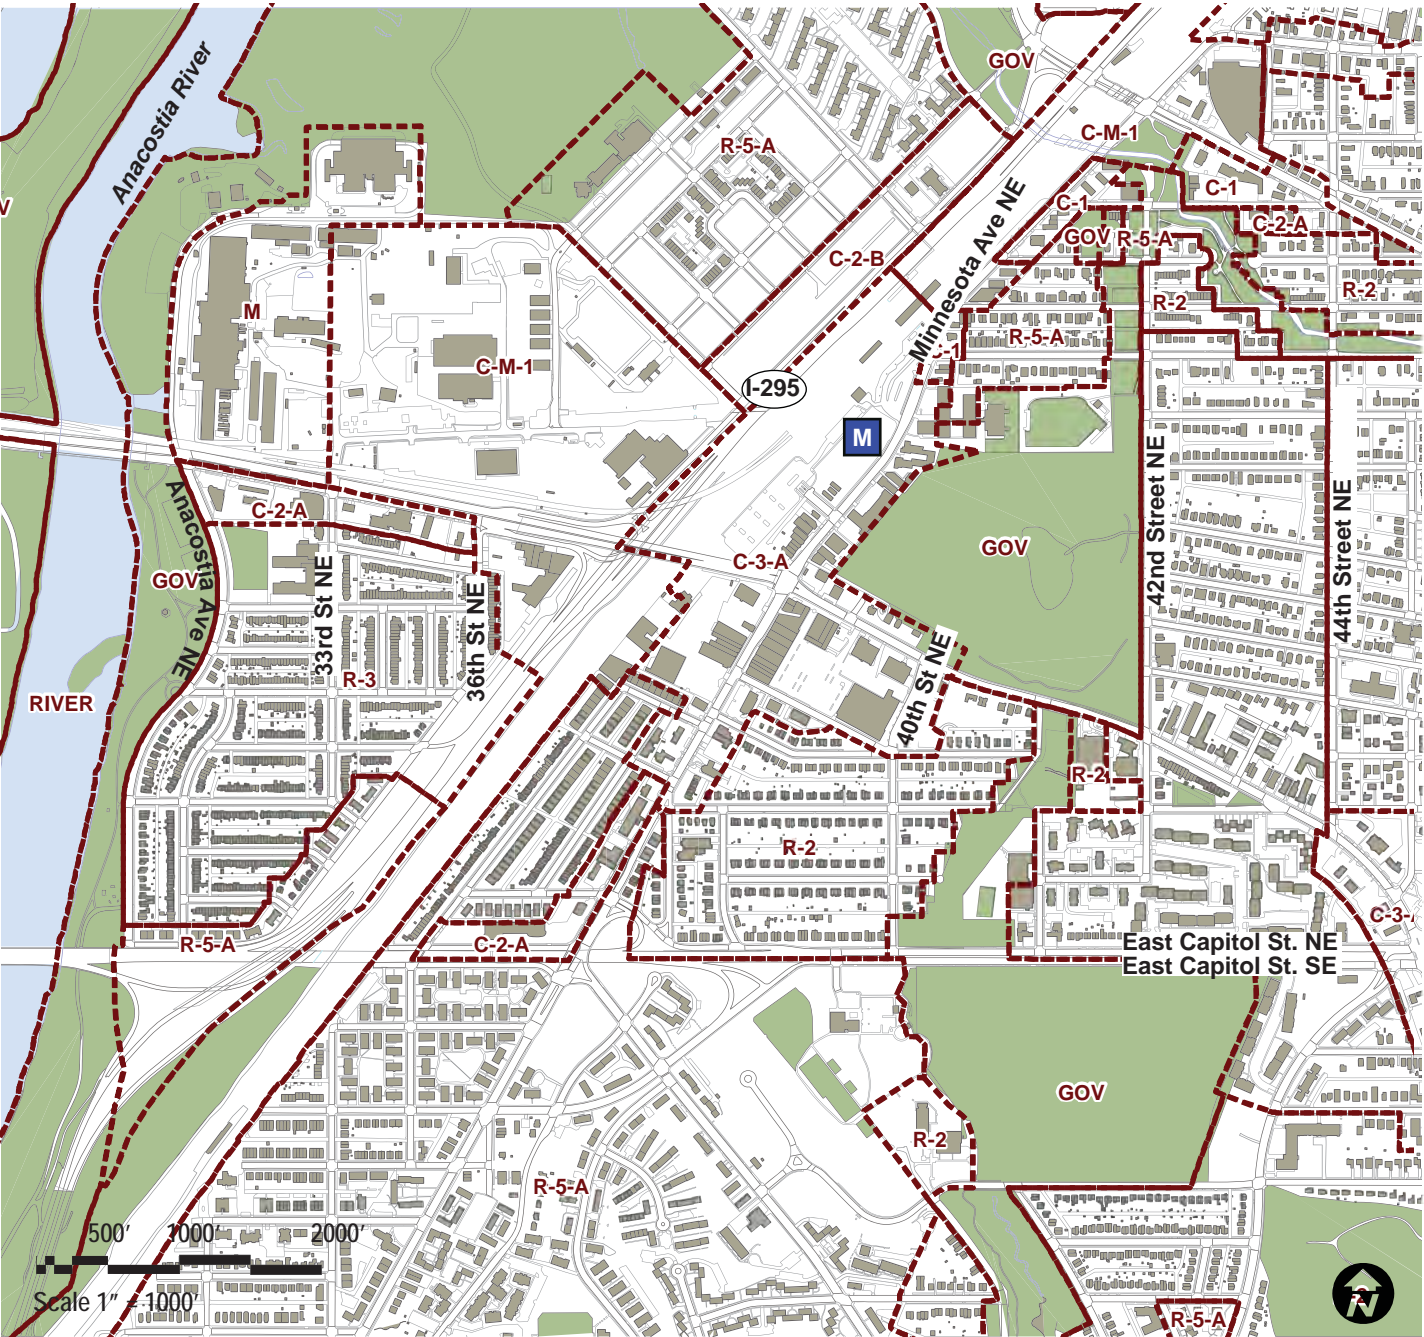 GOV
Anacostia River
C-M-1
R-5-A
C-1
C-1
C-2-A
V
GOV
R-5-A
C-2-B
Minnesota Ave NE
R-2
R-2
M
R-5-A
C-M-1
I-295
M
42nd Street NE
44th Street NE
C-2-A
Anacostia Ave NE
GOV
C-3-A
GOV
33rd St NE
36th St NE
R-3
40th St NE
RIVER
R-2
R-2
C-3-
R-5-A
C-2-A
East Capitol St. NE
East Capitol St. SE
GOV
R-2
R-5-A
500' 1000' 2000'
Scale 1" = 1000'
N
R-5-A